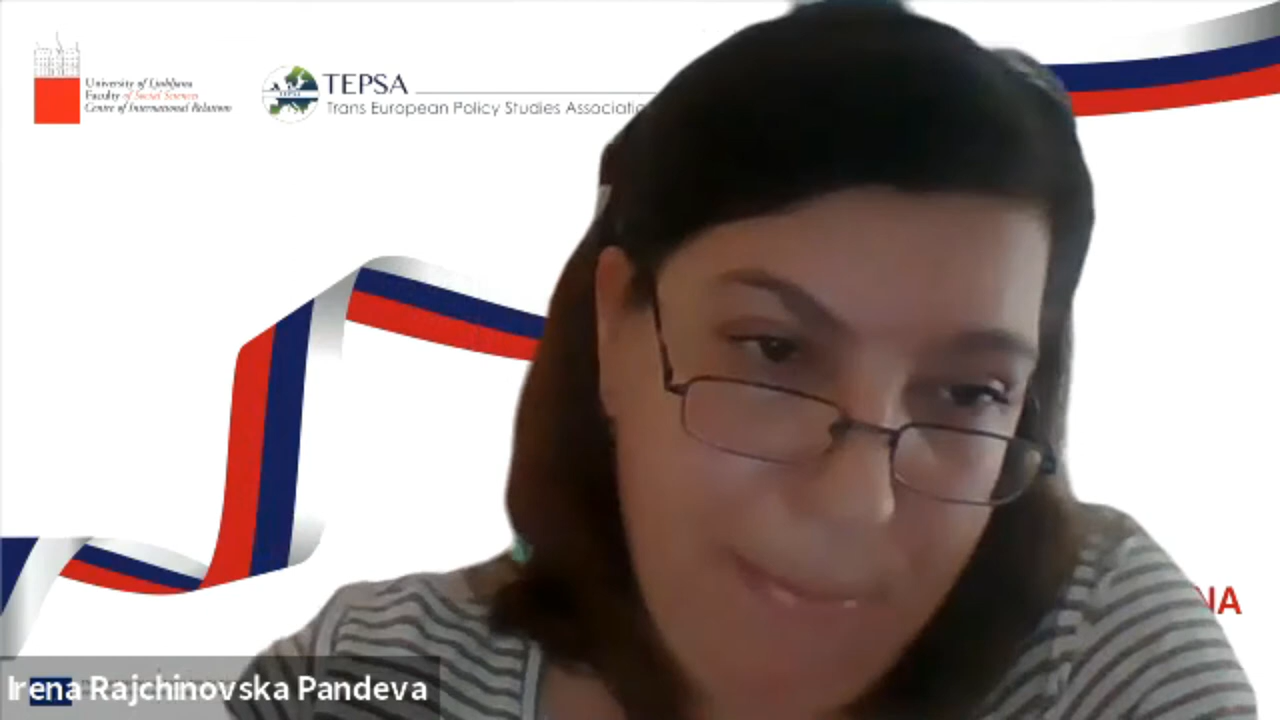 University of Ljubljana
Faculty of Social Sciences
Centre of International Relations
TEPSA
Trans European Policy Studies Associatio
NA
Irena Rajchinovska Pandeva